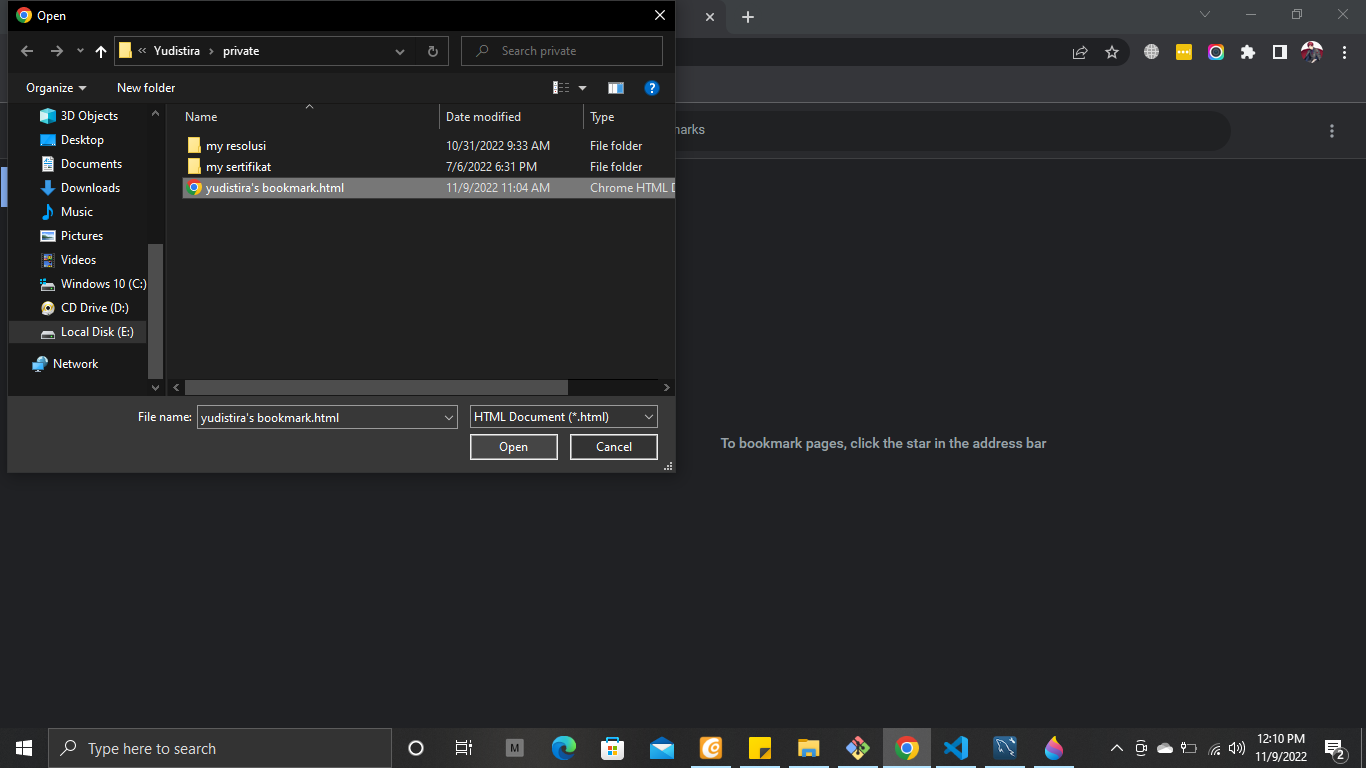 Open
Yudistira
private
Search private
Organize
New folder
Name
Date modified
Type
3D Objects
Desktop
Documents
Downloads
Music
Pictures
Videos
Windows 10 (C:)
CD Drive (D:)
Local Disk (E:)
Network
my resolusi 10/31/2022 9:33 AM File folder
my sertifikat 7/6/2022 6:31 PM File folder
yudistira's bookmark.html 11/9/2022 11:04 AM Chrome HTML D
File name: yudistira's bookmark.html HTML Document (*.html)
Open Cancel
arks
To bookmark pages, click the star in the address bar
Type here to search
M
12:10 PM
11/9/2022
2